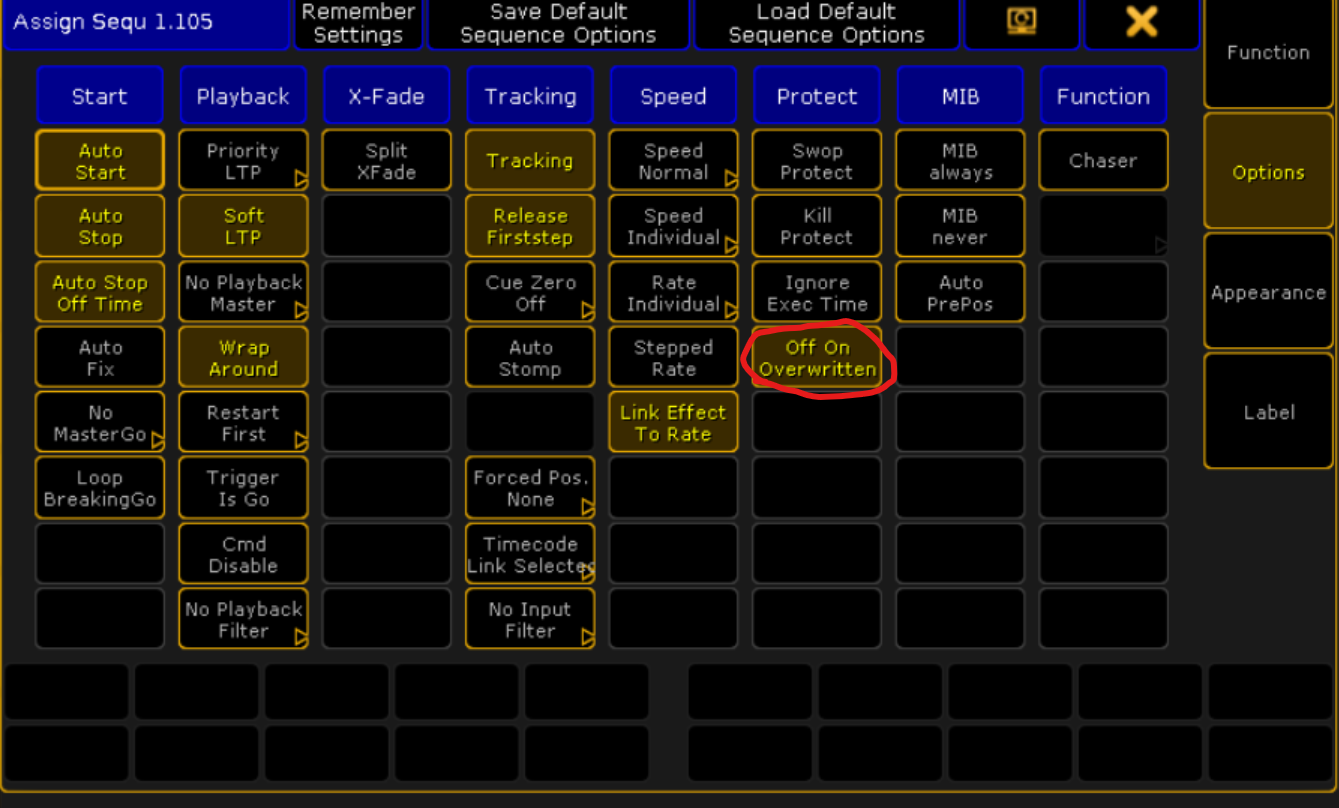 Assign Sequ 1.105
Remember
Settings
Save Default
Sequence Options
Load Default
Sequence Options
Function
Options
Appearance
Label
Start
Playback
X-Fade
Tracking
Speed
Protect
MIB
Function
Auto
Start
Priority
LTP
Split
XFade
Tracking
Speed
Normal
Swop
Protect
MIB
always
Chaser
Auto
Stop
Soft
LTP
Release
Firststep
Speed
Individual
Kill
Protect
MIB
never
Auto Stop
Off Time
No Playback
Master
Cue Zero
Off
Rate
Individual
Ignore
Exec Time
Auto
PrePos
Auto
Fix
Wrap
Around
Auto
Stomp
Stepped
Rate
Off On
Overwritten
No
MasterGo
Restart
First
Link Effect
To Rate
Loop
BreakingGo
Trigger
Is Go
Forced Pos.
None
Cmd
Disable
Timecode
Link Selected
No Playback
Filter
No Input
Filter